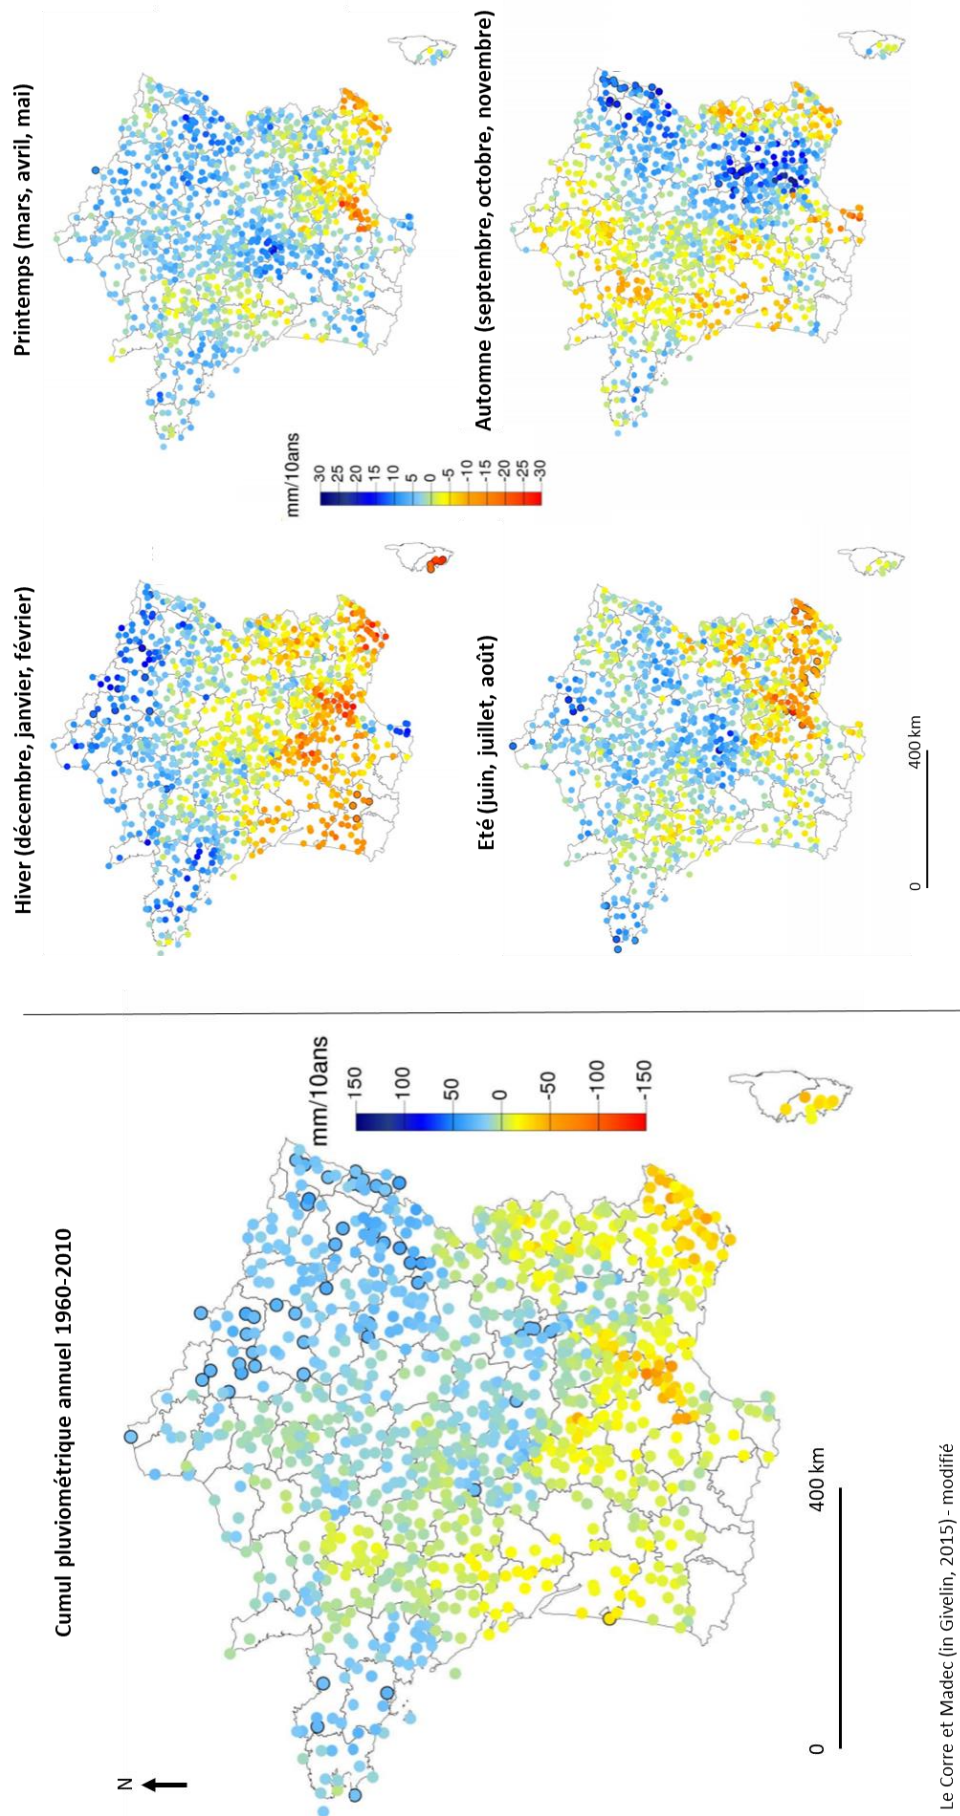 Cumul pluviométrique annuel 1960-2010
N
mm/10ans
150
100
50
0
-50
-100
-150
0
400 km
Hiver (décembre, janvier, février)
Printemps (mars, avril, mai)
mm/10ans
30
25
20
15
10
5
0
-5
-10
-15
-20
-25
-30
Eté (juin, juillet, août)
Automne (septembre, octobre, novembre)
0
400 km
Le Corre et Madec (in Givelin, 2015) - modifié